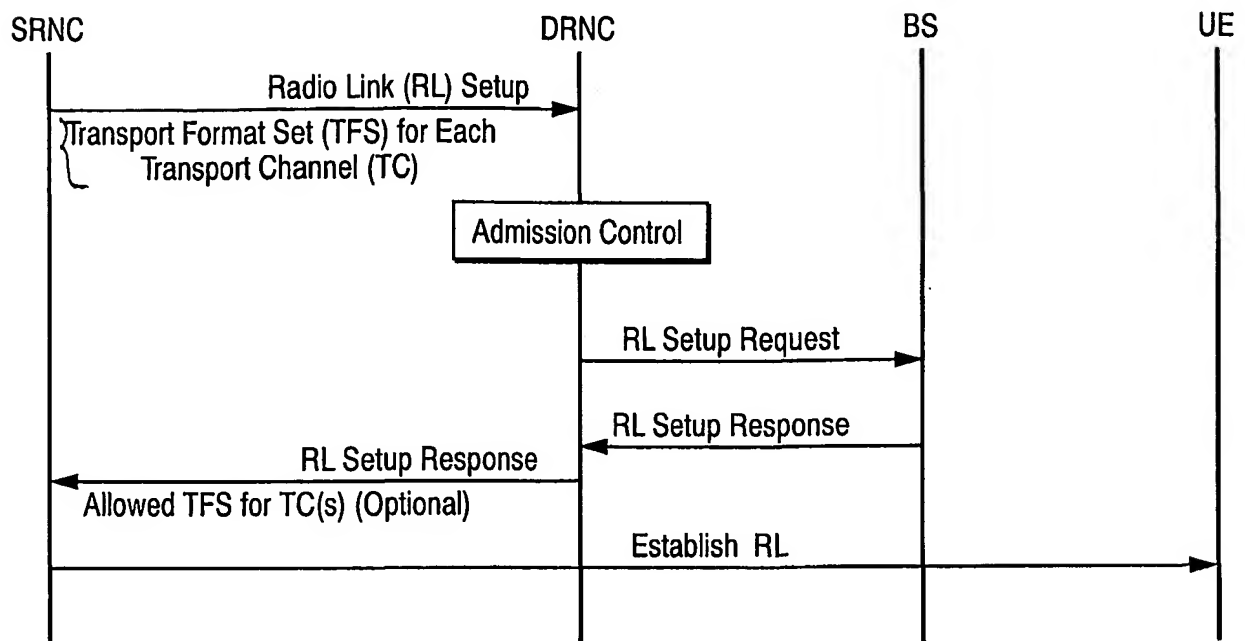 SRNC DRNC BS UE
Radio Link (RL) Setup
Transport Format Set (TFS) for Each
Transport Channel (TC)
Admission Control
RL Setup Request
RL Setup Response
RL Setup Response
Allowed TFS for TC(s) (Optional)
Establish RL